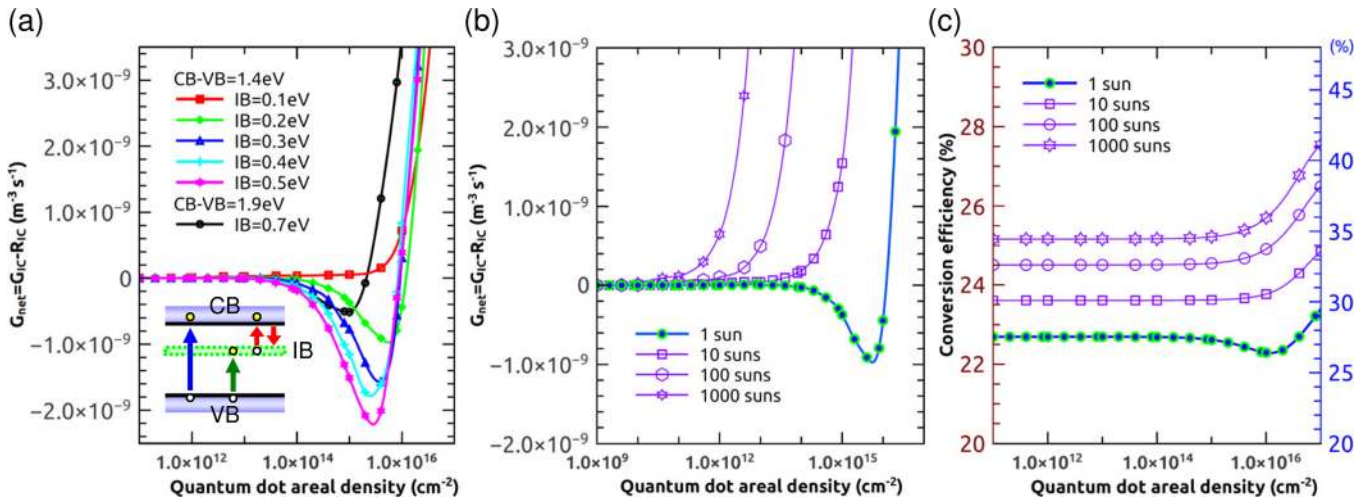 (a)
G_net=G_IC-R_IC (m⁻³ s⁻¹)
3.0×10⁻⁹
2.0×10⁻⁹
1.0×10⁻⁹
0
-1.0×10⁻⁹
-2.0×10⁻⁹
CB-VB=1.4eV
IB=0.1eV
IB=0.2eV
IB=0.3eV
IB=0.4eV
IB=0.5eV
CB-VB=1.9eV
IB=0.7eV
CB
IB
VB
1.0×10¹²
1.0×10¹⁴
1.0×10¹⁶
Quantum dot areal density (cm⁻²)
(b)
G_net=G_IC-R_IC (m⁻³ s⁻¹)
3.0×10⁻⁹
2.0×10⁻⁹
1.0×10⁻⁹
0
-1.0×10⁻⁹
-2.0×10⁻⁹
1 sun
10 suns
100 suns
1000 suns
1.0×10⁹
1.0×10¹²
1.0×10¹⁵
Quantum dot areal density (cm⁻²)
(c)
Conversion efficiency (%)
30
28
26
25
24
22
20
1 sun
10 suns
100 suns
1000 suns
(%)
45
40
35
30
25
20
1.0×10¹²
1.0×10¹⁴
1.0×10¹⁶
Quantum dot areal density (cm⁻²)